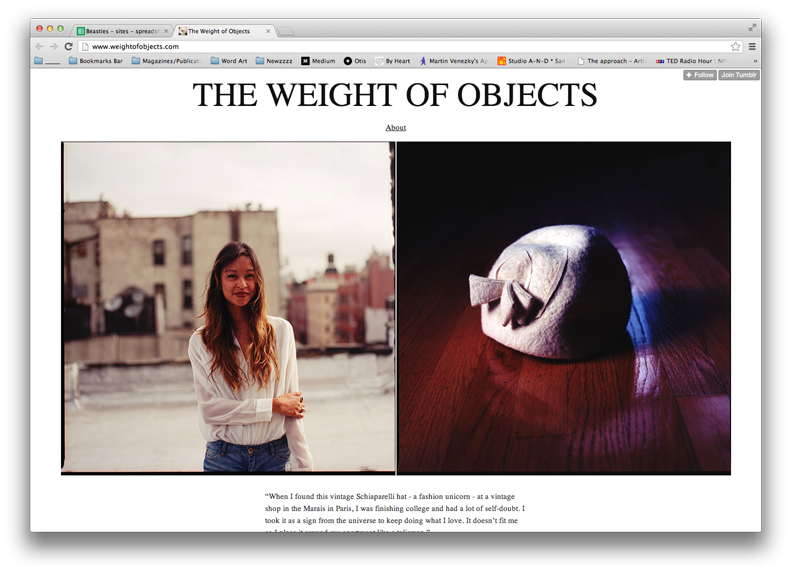 Beasties - sites - spreadsh
The Weight of Objects
www.weightofobjects.com
Bookmarks Bar
Magazines/Publicat
Word Art
Newzzzz
Medium
Otis
By Heart
Martin Venezky's Ap
Studio A-N-D * San
The approach - Arti
TED Radio Hour : NP
Follow
Join Tumblr
THE WEIGHT OF OBJECTS
About
“When I found this vintage Schiaparelli hat - a fashion unicorn - at a vintage
shop in the Marais in Paris, I was finishing college and had a lot of self-doubt. I
took it as a sign from the universe to keep doing what I love. It doesn’t fit me